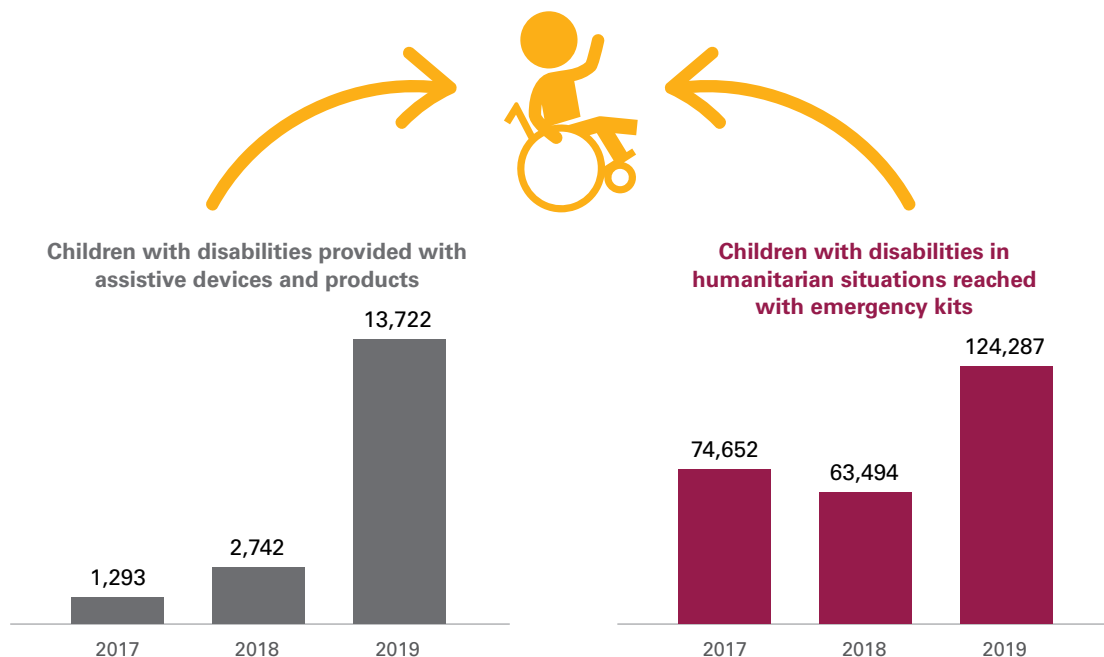 Children with disabilities provided with
assistive devices and products
13,722
2,742
1,293
2017 2018 2019
Children with disabilities in
humanitarian situations reached
with emergency kits
124,287
74,652
63,494
2017 2018 2019